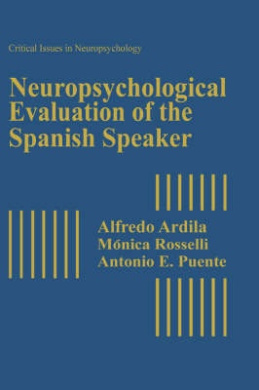 Critical Issues in Neuropsychology
Neuropsychological
Evaluation of the
Spanish Speaker
Alfredo Ardila
Mónica Rosselli
Antonio E. Puente